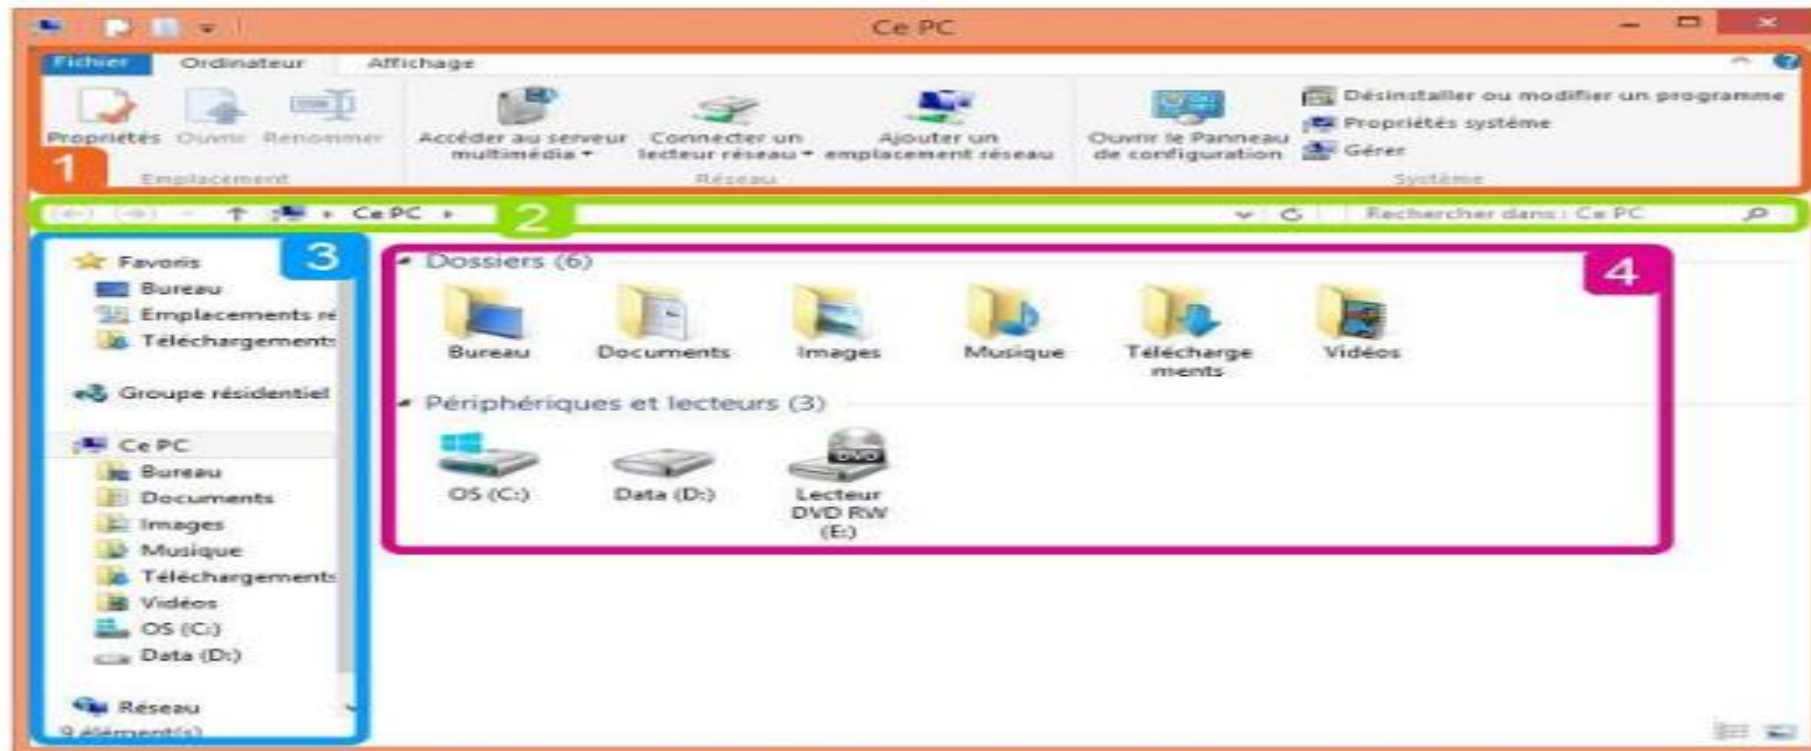 Ce PC
Fichier Ordinateur Affichage
Propriétés Ouvrir Renommer
Accéder au serveur multimédia
Connecter un lecteur réseau
Ajouter un emplacement réseau
Ouvrir le Panneau de configuration
Désinstaller ou modifier un programme
Propriétés système
Gérer
1
Emplacement Réseau Système
Ce PC
2
Rechercher dans : Ce PC
3
Favoris
Bureau
Emplacements ré
Téléchargements
Groupe résidentiel
Ce PC
Bureau
Documents
Images
Musique
Téléchargements
Vidéos
OS (C:)
Data (D:)
Réseau
9 élément(s)
4
Dossiers (6)
Bureau
Documents
Images
Musique
Télécharge
ments
Vidéos
Périphériques et lecteurs (3)
OS (C:)
Data (D:)
Lecteur
DVD RW
(E:)
DVD